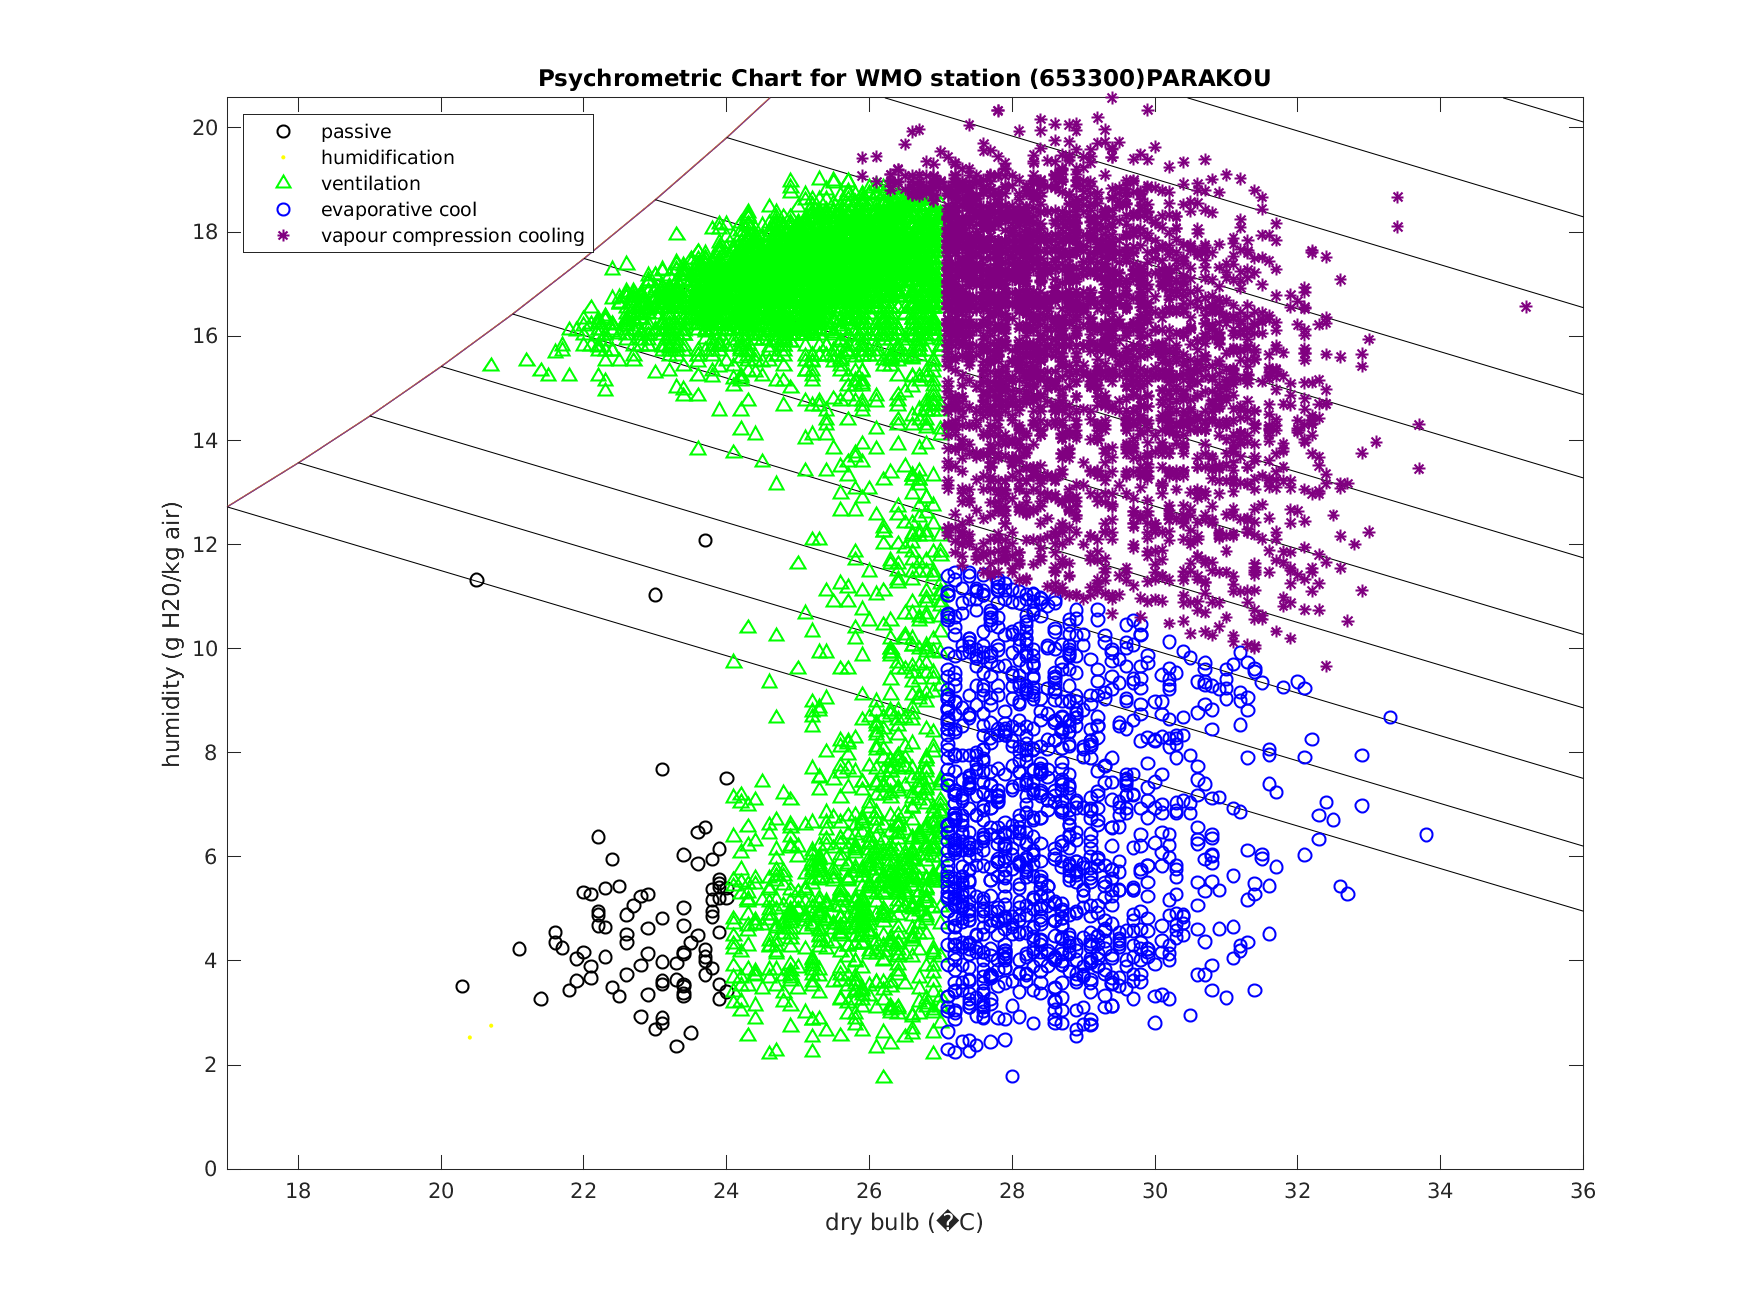 Psychrometric Chart for WMO station (653300)PARAKOU
passive
humidification
ventilation
evaporative cool
vapour compression cooling
humidity (g H20/kg air)
20
18
16
14
12
10
8
6
4
2
0
18 20 22 24 26 28 30 32 34 36
dry bulb (�C)